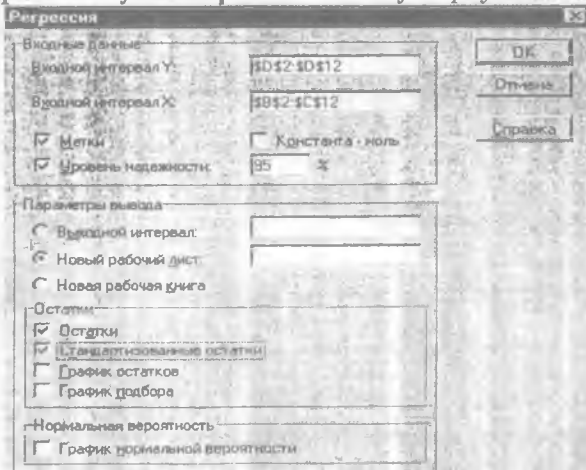 Регрессия
Входные данные
Входной интервал Y: $D$2:$D$12
Входной интервал X: $B$2:$C$12
Метки Константа - ноль
Уровень надежности: 95 %
OK
Отмена
Справка
Параметры вывода
Выходной интервал:
Новый рабочий лист:
Новая рабочая книга
Остатки
Остатки
Стандартизованные остатки
График остатков
График подбора
Нормальная вероятность
График нормальной вероятности